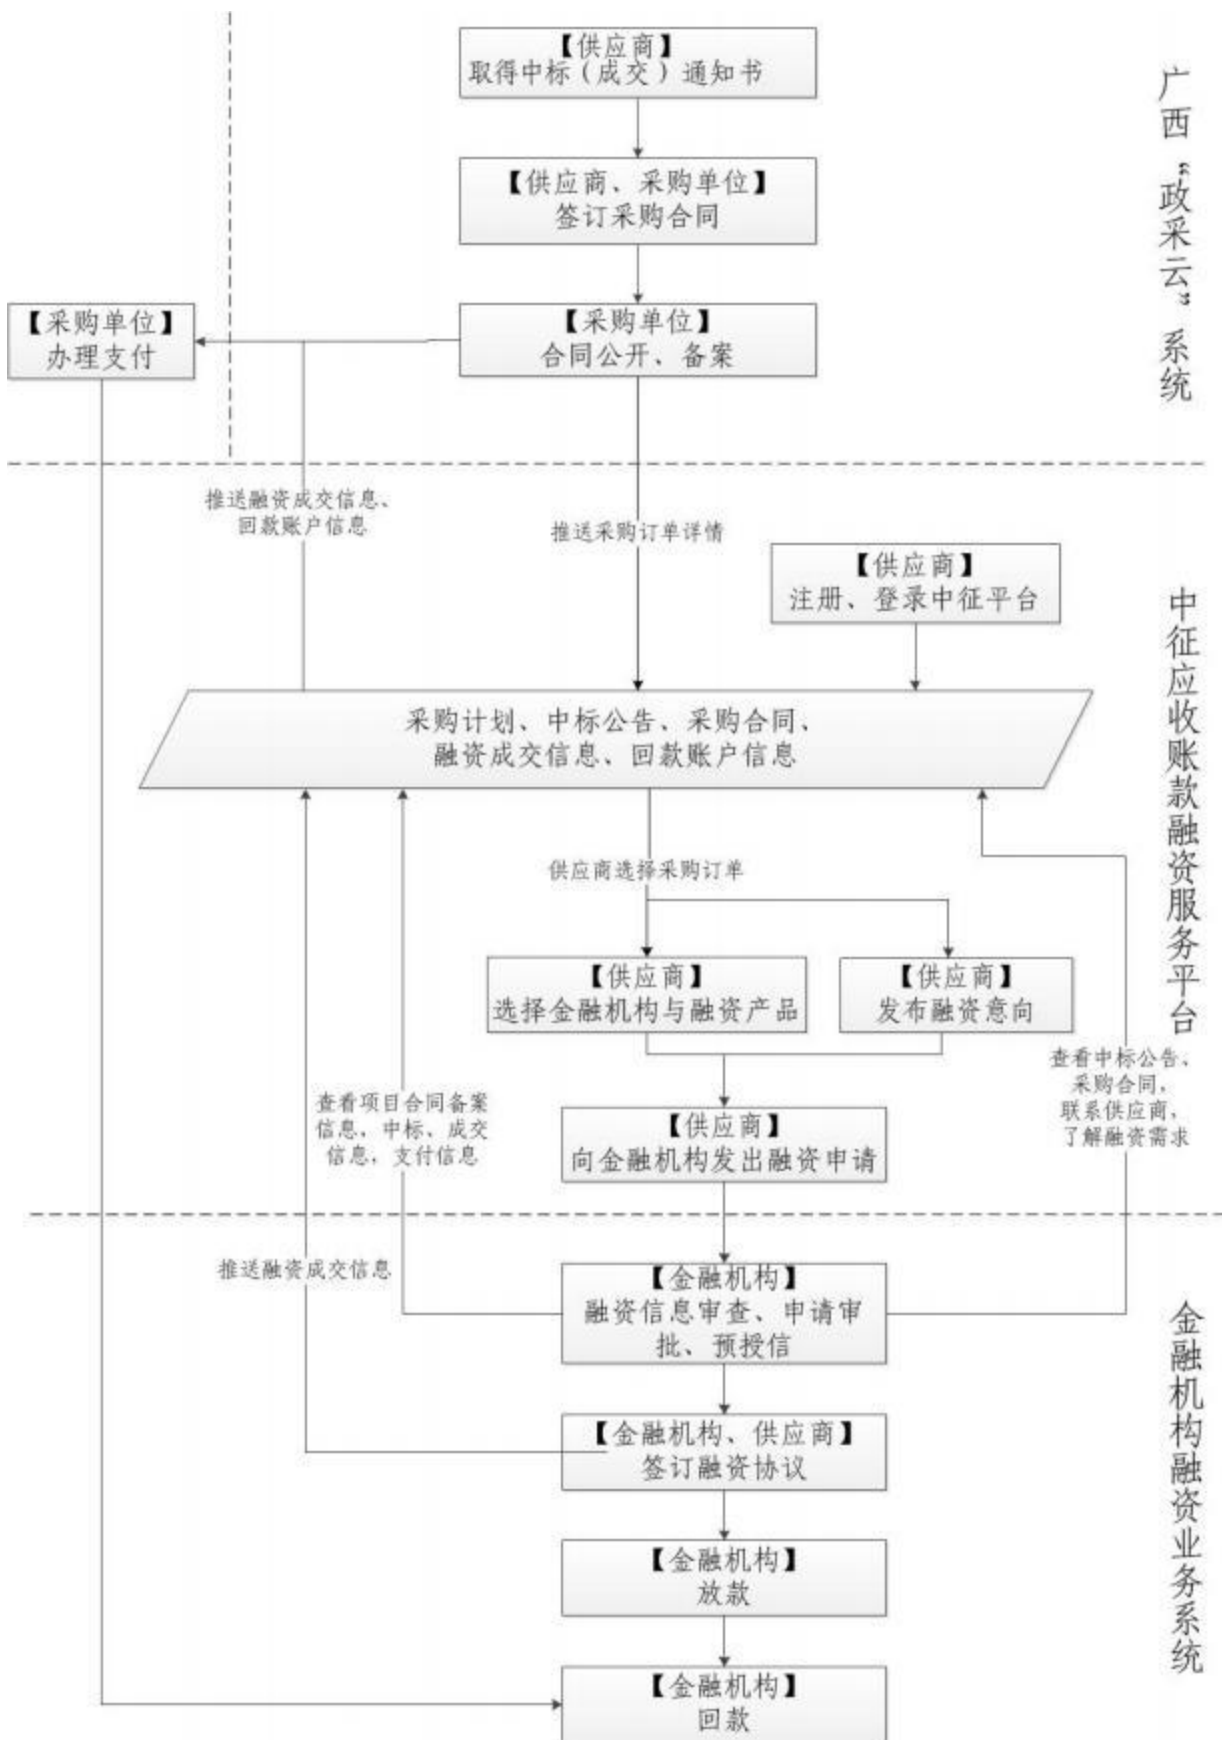 【供应商】
取得中标（成交）通知书
广西“政采云”系统
【供应商、采购单位】
签订采购合同
【采购单位】
办理支付
【采购单位】
合同公开、备案
推送融资成交信息、
回款账户信息
推送采购订单详情
【供应商】
注册、登录中征平台
中征应收账款融资服务平台
采购计划、中标公告、采购合同、
融资成交信息、回款账户信息
供应商选择采购订单
【供应商】
选择金融机构与融资产品
【供应商】
发布融资意向
查看中标公告、
采购合同，
联系供应商，
了解融资需求
查看项目合同备案
信息，中标、成交
信息，支付信息
【供应商】
向金融机构发出融资申请
推送融资成交信息
【金融机构】
融资信息审查、申请审
批、预授信
金融机构融资业务系统
【金融机构、供应商】
签订融资协议
【金融机构】
放款
【金融机构】
回款